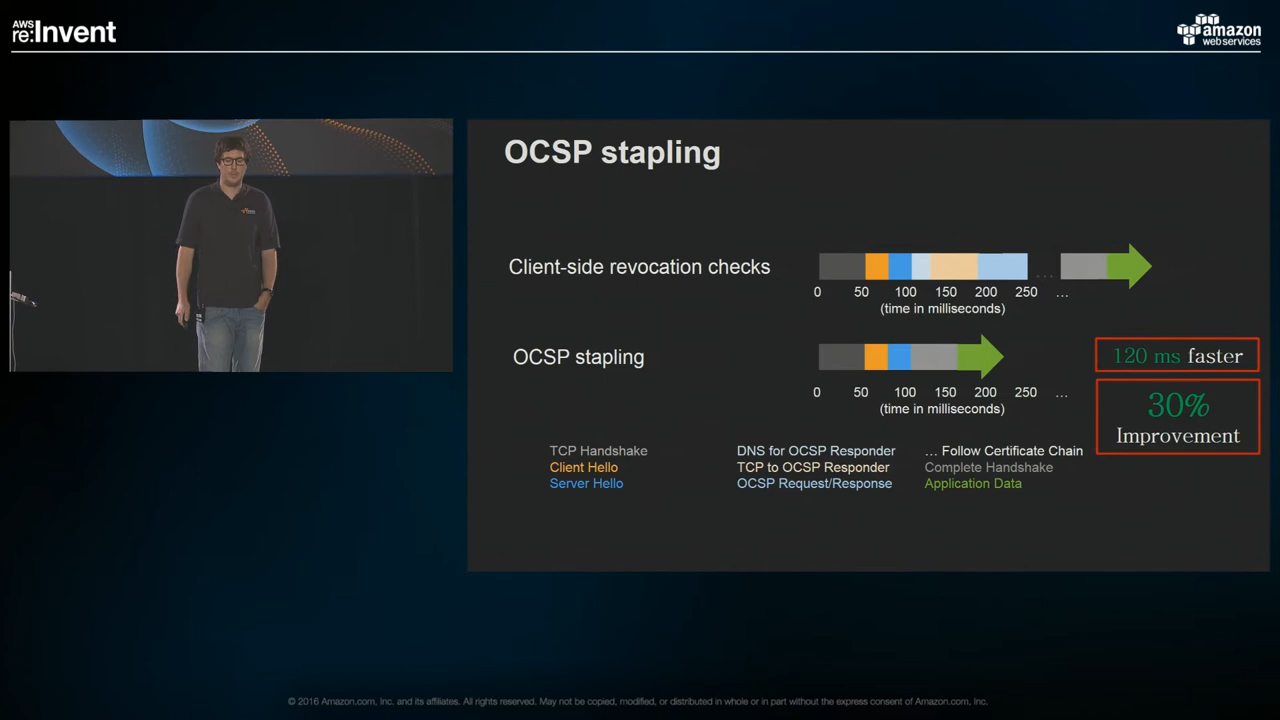 AWS
re:Invent
amazon
web services
OCSP stapling
Client-side revocation checks
0 50 100 150 200 250 ...
(time in milliseconds)
OCSP stapling
0 50 100 150 200 250 ...
(time in milliseconds)
120 ms faster
30%
Improvement
TCP Handshake
Client Hello
Server Hello
DNS for OCSP Responder
TCP to OCSP Responder
OCSP Request/Response
... Follow Certificate Chain
Complete Handshake
Application Data
© 2016 Amazon.com, Inc. and its affiliates. All rights reserved. May not be copied, modified, or distributed in whole or in part without the express consent of Amazon.com, Inc.